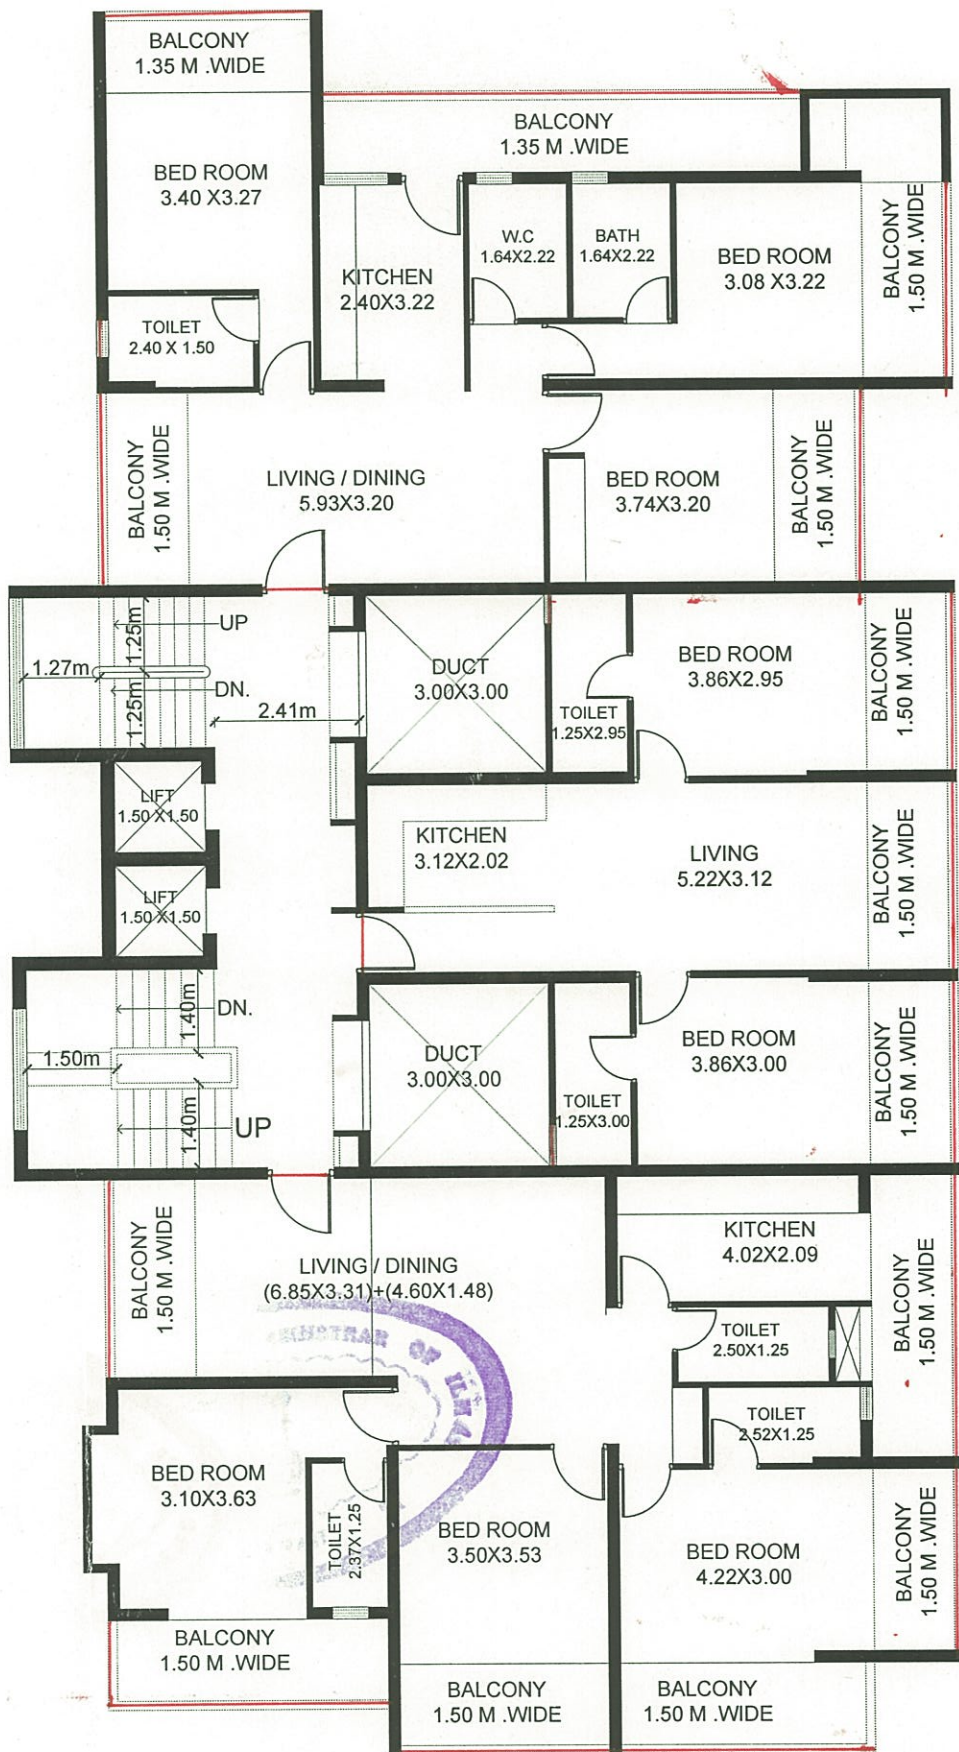 BALCONY
1.35 M .WIDE
BALCONY
1.35 M .WIDE
BED ROOM
3.40 X3.27
KITCHEN
2.40X3.22
W.C
1.64X2.22
BATH
1.64X2.22
BED ROOM
3.08 X3.22
BALCONY
1.50 M .WIDE
TOILET
2.40 X 1.50
BALCONY
1.50 M .WIDE
LIVING / DINING
5.93X3.20
BED ROOM
3.74X3.20
BALCONY
1.50 M .WIDE
1.25m
UP
1.27m
DN.
1.25m
2.41m
DUCT
3.00X3.00
TOILET
1.25X2.95
BED ROOM
3.86X2.95
BALCONY
1.50 M .WIDE
LIFT
1.50 X1.50
KITCHEN
3.12X2.02
LIVING
5.22X3.12
BALCONY
1.50 M .WIDE
LIFT
1.50 X1.50
1.40m
DN.
1.50m
1.40m
UP
DUCT
3.00X3.00
TOILET
1.25X3.00
BED ROOM
3.86X3.00
BALCONY
1.50 M .WIDE
BALCONY
1.50 M .WIDE
LIVING / DINING
(6.85X3.31)+(4.60X1.48)
KITCHEN
4.02X2.09
BALCONY
1.50 M .WIDE
TOILET
2.50X1.25
TOILET
2.52X1.25
BED ROOM
3.10X3.63
TOILET
2.37X1.25
BED ROOM
3.50X3.53
BED ROOM
4.22X3.00
BALCONY
1.50 M .WIDE
BALCONY
1.50 M .WIDE
BALCONY
1.50 M .WIDE
BALCONY
1.50 M .WIDE